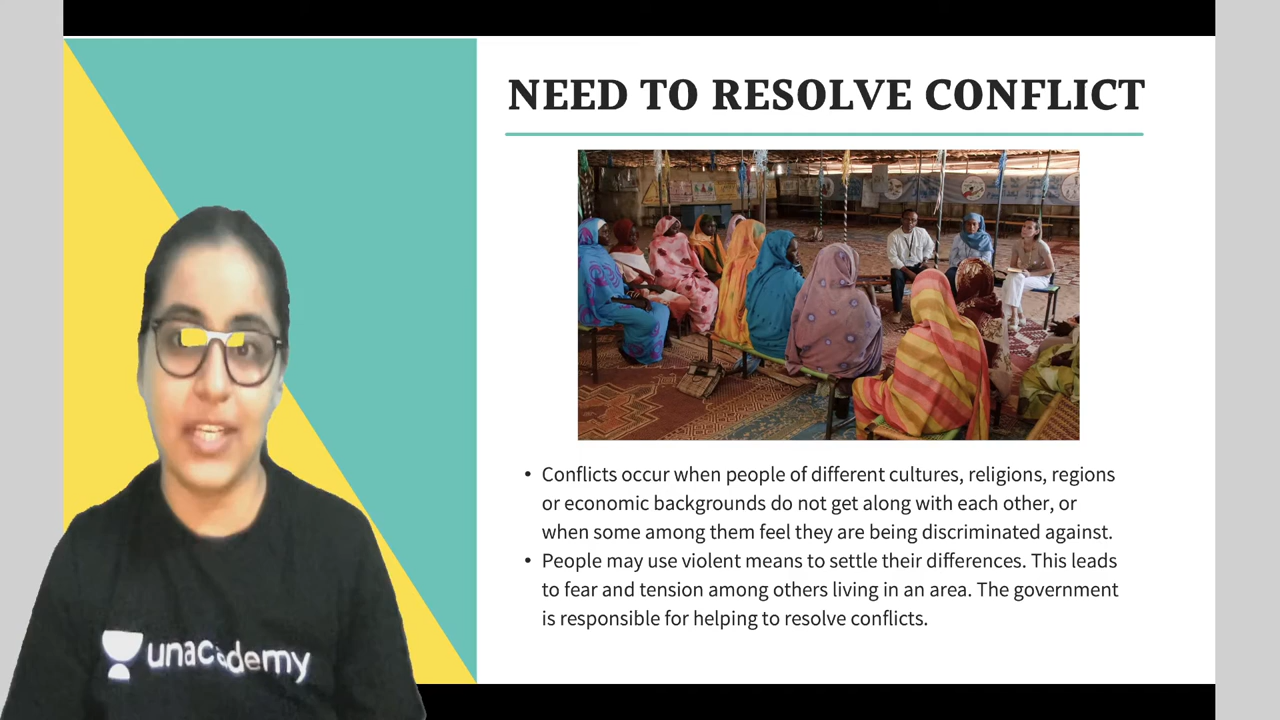 NEED TO RESOLVE CONFLICT
• Conflicts occur when people of different cultures, religions, regions
or economic backgrounds do not get along with each other, or
when some among them feel they are being discriminated against.
• People may use violent means to settle their differences. This leads
to fear and tension among others living in an area. The government
is responsible for helping to resolve conflicts.
unacademy